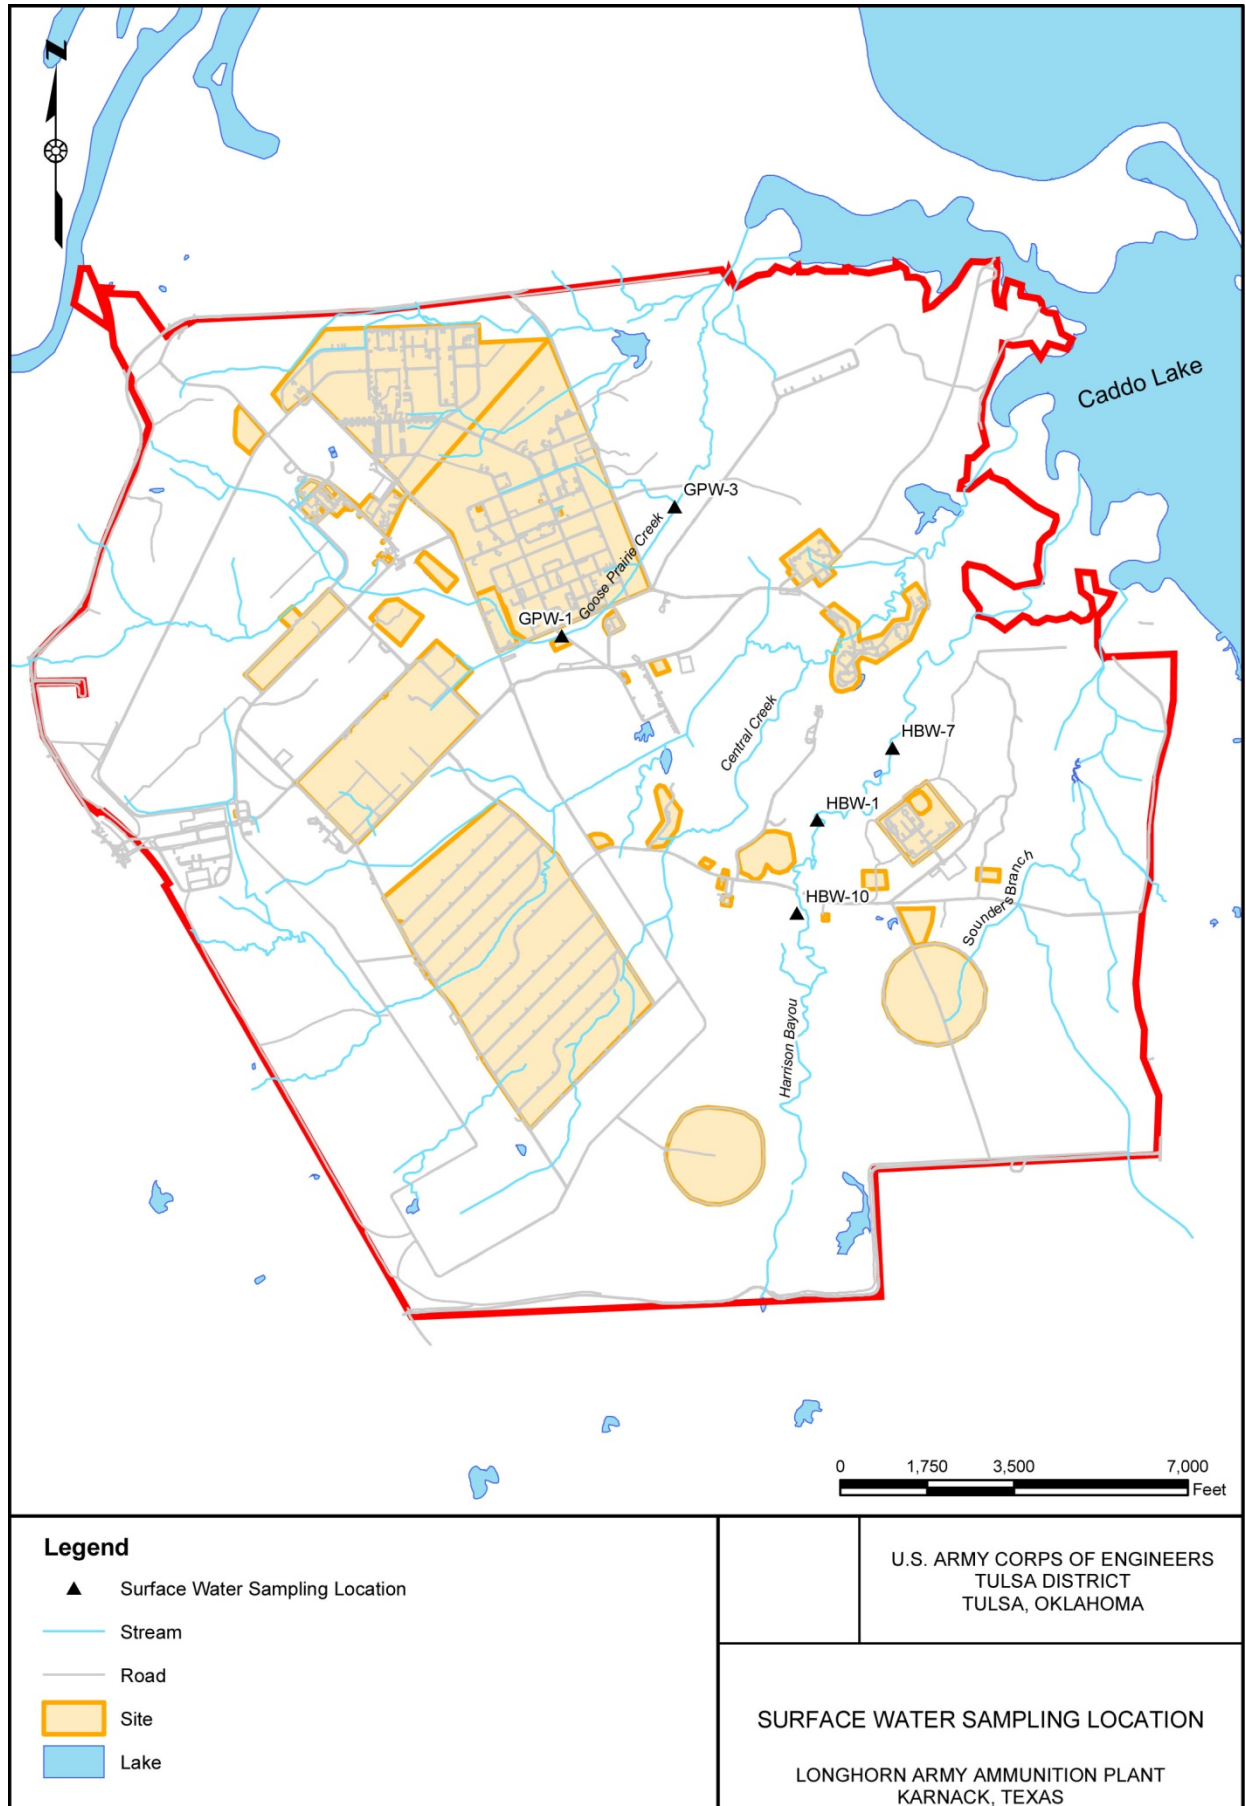 N
Caddo Lake
GPW-3
Goose Prairie Creek
GPW-1
Central Creek
HBW-7
HBW-1
Sounders Branch
HBW-10
Harrison Bayou
0 1,750 3,500 7,000
Feet
Legend
Surface Water Sampling Location
Stream
Road
Site
Lake
U.S. ARMY CORPS OF ENGINEERS
TULSA DISTRICT
TULSA, OKLAHOMA
SURFACE WATER SAMPLING LOCATION
LONGHORN ARMY AMMUNITION PLANT
KARNACK, TEXAS